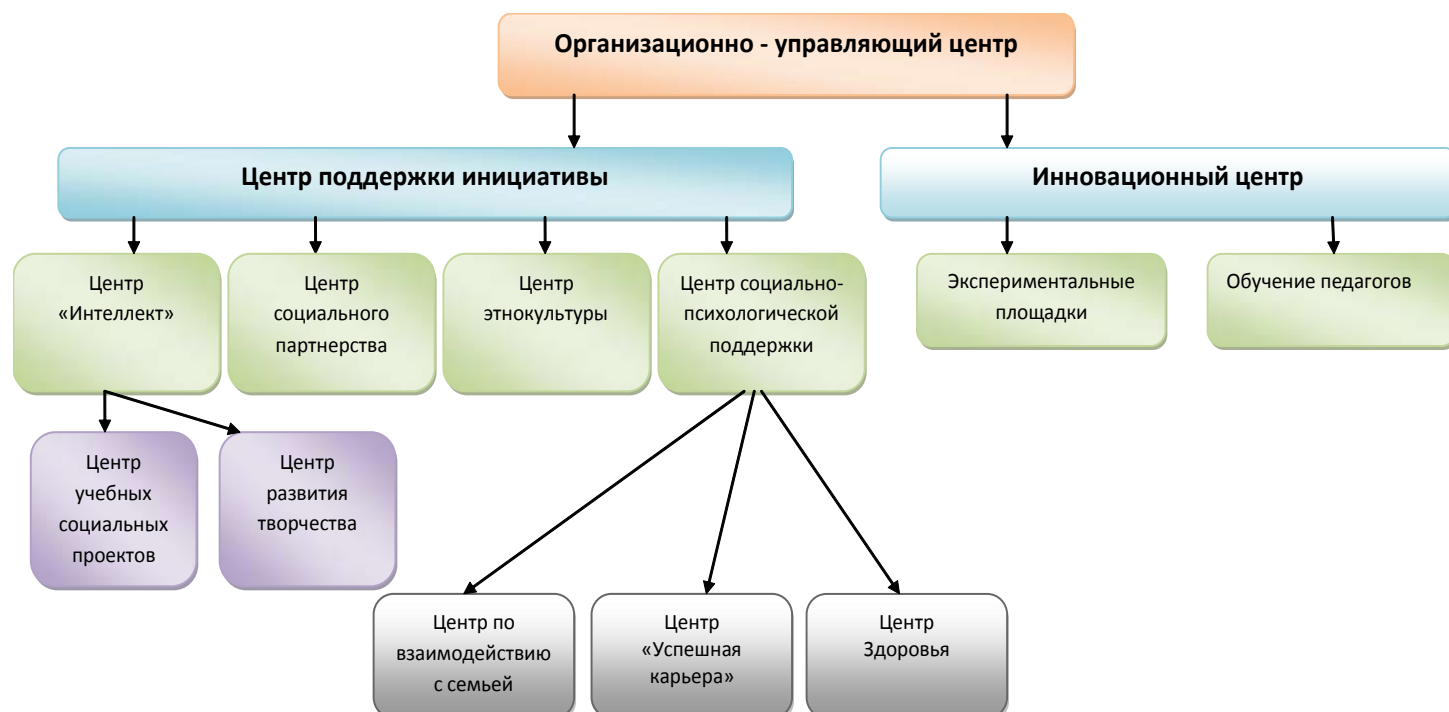 Организационно - управляющий центр
Центр поддержки инициативы
Инновационный центр
Центр
«Интеллект»
Центр
социального
партнерства
Центр
этнокультуры
Центр социально-
психологической
поддержки
Экспериментальные
площадки
Обучение педагогов
Центр
учебных
социальных
проектов
Центр
развития
творчества
Центр по
взаимодействию
с семьей
Центр
«Успешная
карьера»
Центр
Здоровья